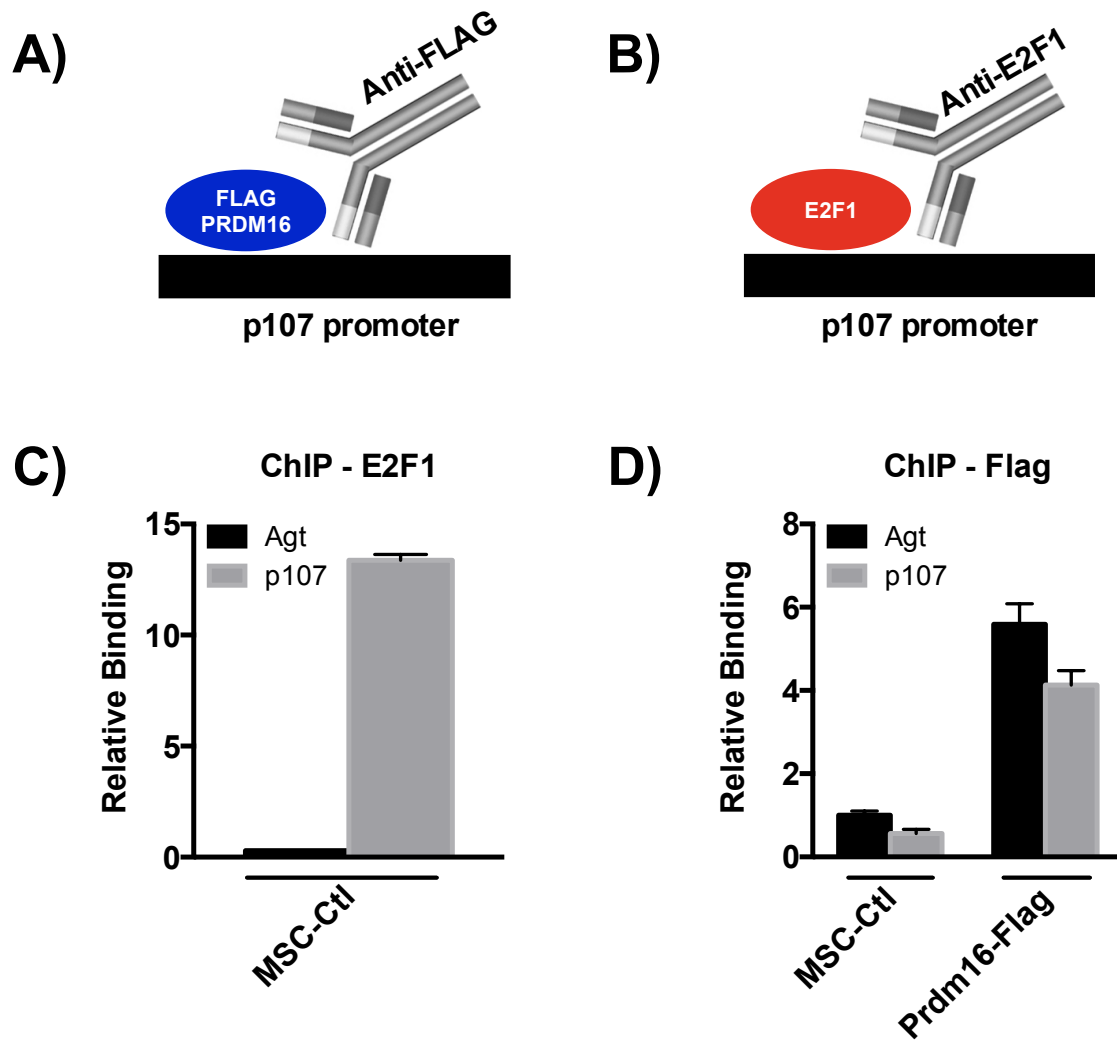 A)
Anti-FLAG
FLAG
PRDM16
p107 promoter
B)
Anti-E2F1
E2F1
p107 promoter
C)
ChIP - E2F1
Relative Binding
15
10
5
0
Agt
p107
MSC-Ctl
D)
ChIP - Flag
Relative Binding
8
6
4
2
0
Agt
p107
MSC-Ctl
Prdm16-Flag